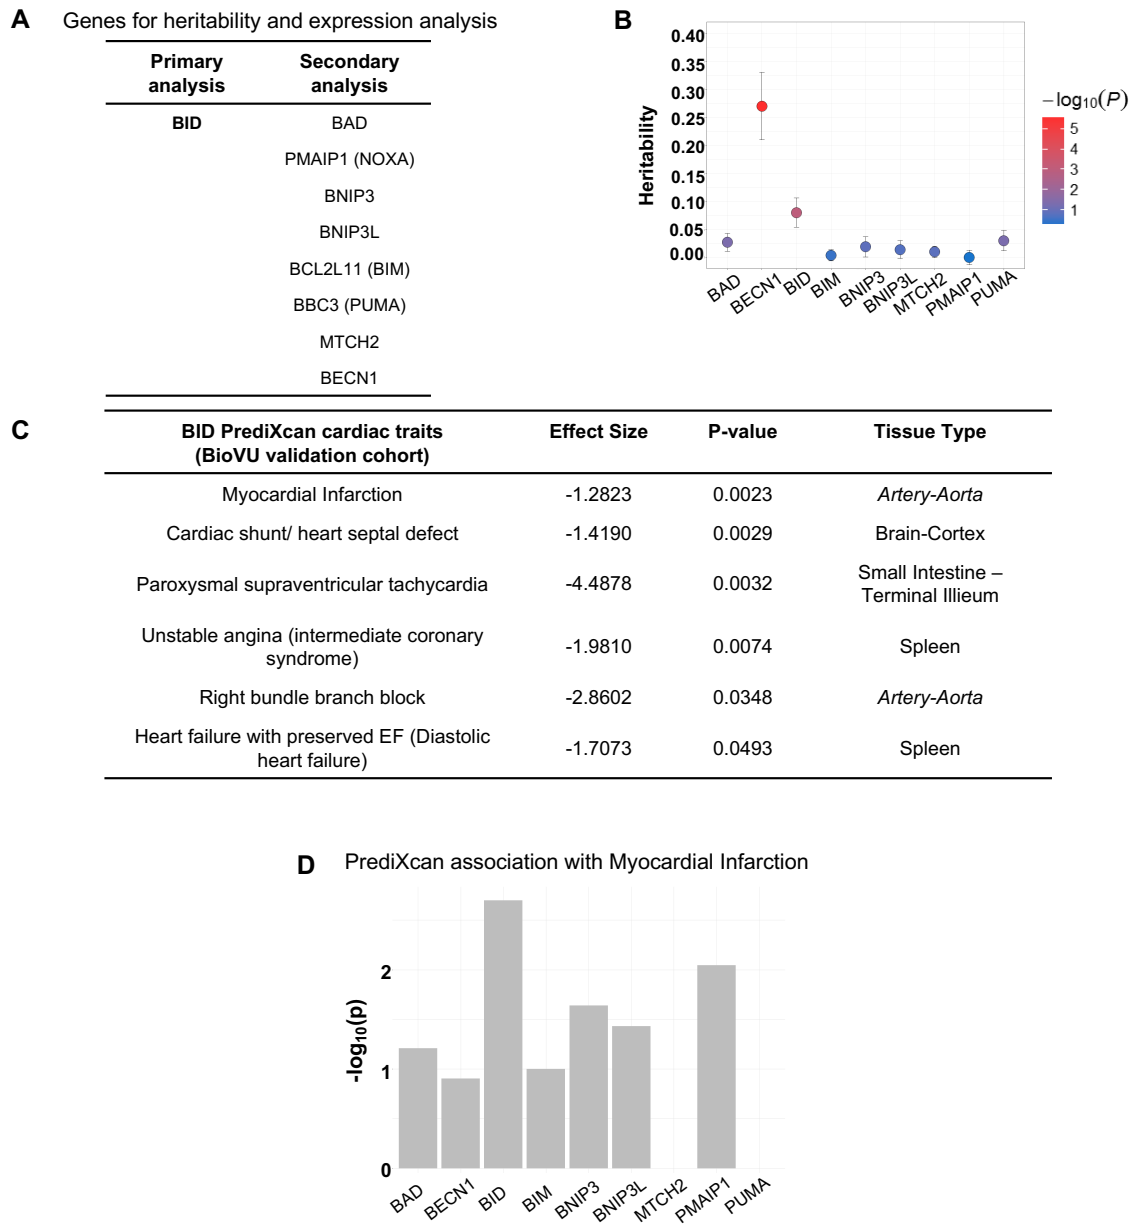 A Genes for heritability and expression analysis
Primary analysis
Secondary analysis
BID
BAD
PMAIP1 (NOXA)
BNIP3
BNIP3L
BCL2L11 (BIM)
BBC3 (PUMA)
MTCH2
BECN1
B
0.40
0.35
0.30
0.25
0.20
0.15
0.10
0.05
0.00
Heritability
BAD
BECN1
BID
BIM
BNIP3
BNIP3L
MTCH2
PMAIP1
PUMA
−log10(P)
5
4
3
2
1
C
BID PrediXcan cardiac traits
(BioVU validation cohort)
Effect Size
P-value
Tissue Type
Myocardial Infarction -1.2823 0.0023 Artery-Aorta
Cardiac shunt/ heart septal defect -1.4190 0.0029 Brain-Cortex
Paroxysmal supraventricular tachycardia -4.4878 0.0032 Small Intestine –
Terminal Illieum
Unstable angina (intermediate coronary
syndrome) -1.9810 0.0074 Spleen
Right bundle branch block -2.8602 0.0348 Artery-Aorta
Heart failure with preserved EF (Diastolic
heart failure) -1.7073 0.0493 Spleen
D PrediXcan association with Myocardial Infarction
-log10(p)
2
1
0
BAD
BECN1
BID
BIM
BNIP3
BNIP3L
MTCH2
PMAIP1
PUMA